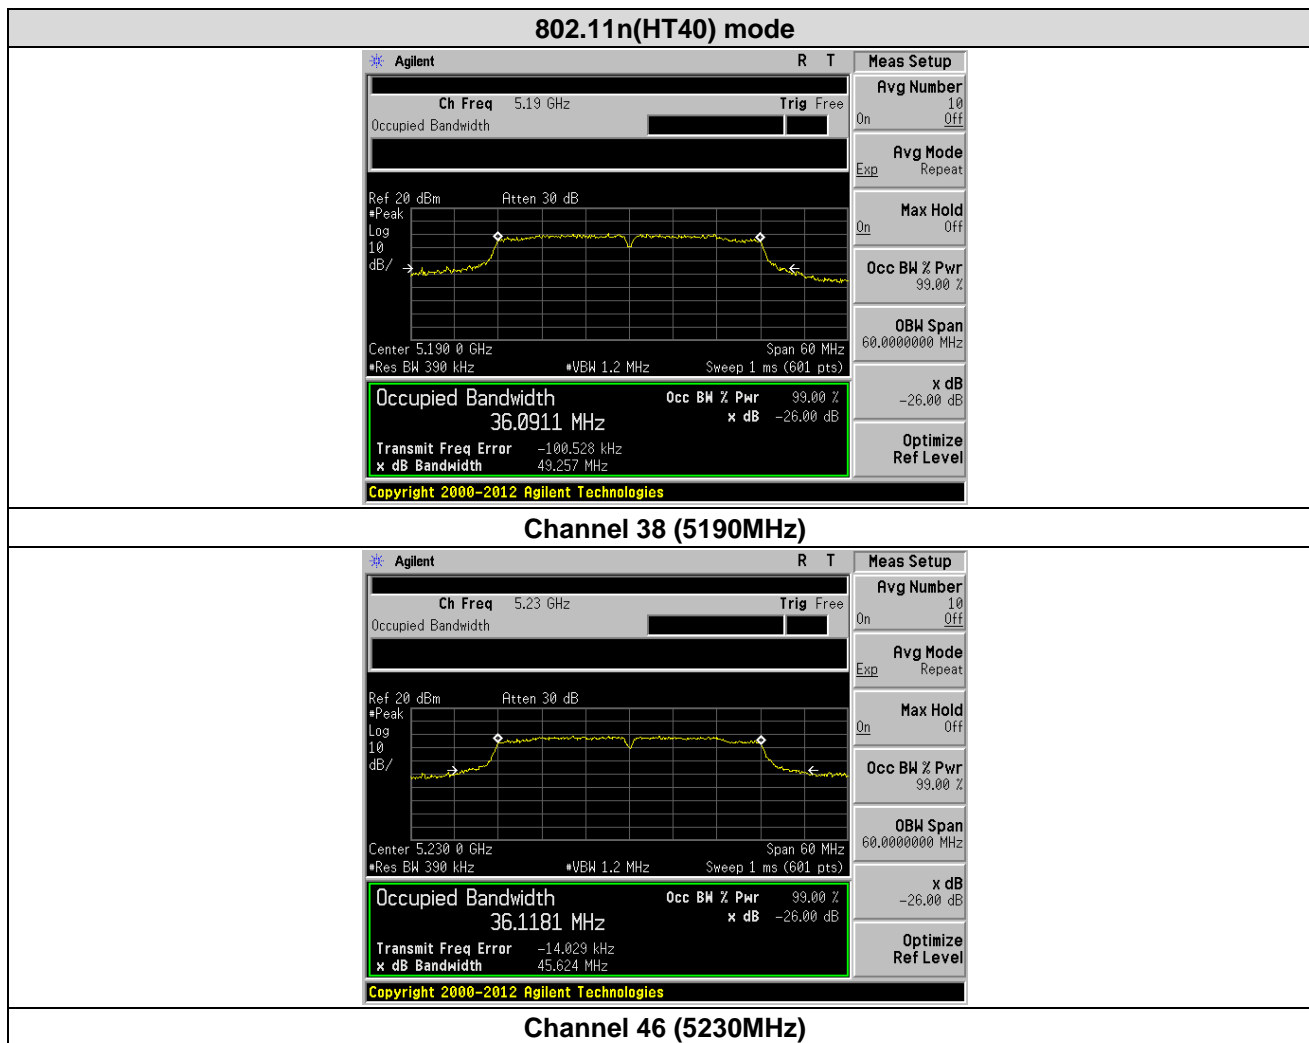 802.11n(HT40) mode
Agilent R T Meas Setup
Ch Freq 5.19 GHz Trig Free
Occupied Bandwidth
Avg Number
10
On Off
Avg Mode
Exp Repeat
Max Hold
On Off
Occ BW % Pwr
99.00 %
OBW Span
60.0000000 MHz
x dB
-26.00 dB
Optimize
Ref Level
Ref 20 dBm Atten 30 dB
#Peak
Log
10
dB/
Center 5.190 0 GHz Span 60 MHz
#Res BW 390 kHz #VBW 1.2 MHz Sweep 1 ms (601 pts)
Occupied Bandwidth Occ BW % Pwr 99.00 %
36.0911 MHz x dB -26.00 dB
Transmit Freq Error -100.528 kHz
x dB Bandwidth 49.257 MHz
Copyright 2000-2012 Agilent Technologies
Channel 38 (5190MHz)
Agilent R T Meas Setup
Ch Freq 5.23 GHz Trig Free
Occupied Bandwidth
Avg Number
10
On Off
Avg Mode
Exp Repeat
Max Hold
On Off
Occ BW % Pwr
99.00 %
OBW Span
60.0000000 MHz
x dB
-26.00 dB
Optimize
Ref Level
Ref 20 dBm Atten 30 dB
#Peak
Log
10
dB/
Center 5.230 0 GHz Span 60 MHz
#Res BW 390 kHz #VBW 1.2 MHz Sweep 1 ms (601 pts)
Occupied Bandwidth Occ BW % Pwr 99.00 %
36.1181 MHz x dB -26.00 dB
Transmit Freq Error -14.029 kHz
x dB Bandwidth 45.624 MHz
Copyright 2000-2012 Agilent Technologies
Channel 46 (5230MHz)